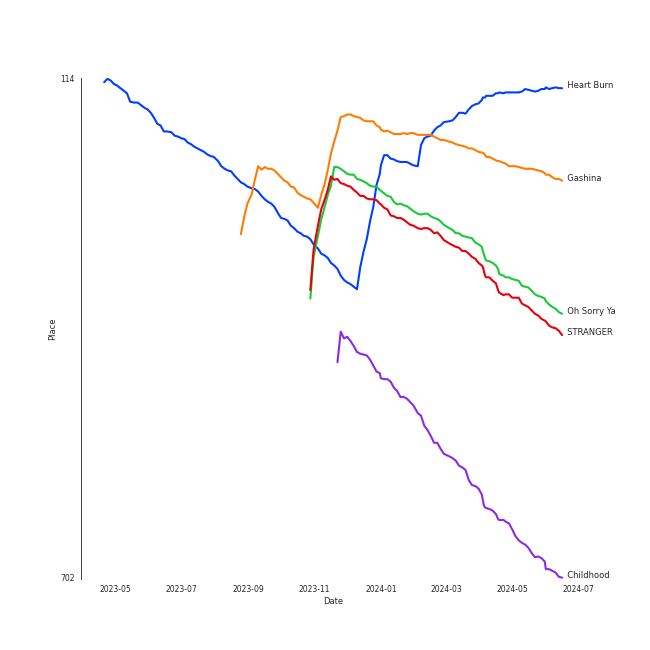 114
Heart Burn
Gashina
Oh Sorry Ya
Place
STRANGER
Childhood
702
2023-05 2023-07 2023-09 2023-11 2024-01 2024-03 2024-05 2024-07
Date